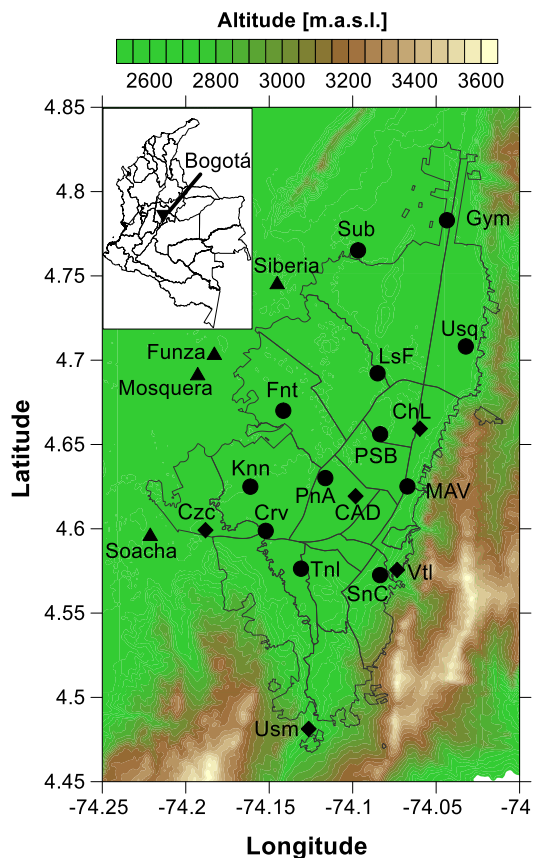 Altitude [m.a.s.l.]
2600 2800 3000 3200 3400 3600
4.85
Bogotá
4.8
Gym
Sub
4.75
Siberia
Usq
Funza
4.7
LsF
Mosquera
Fnt
ChL
4.65
PSB
Knn
PnA
MAV
Czc
Crv
CAD
4.6
Soacha
Tnl
Vtl
SnC
4.55
4.5
Usm
4.45
-74.25 -74.2 -74.15 -74.1 -74.05 -74
Latitude
Longitude